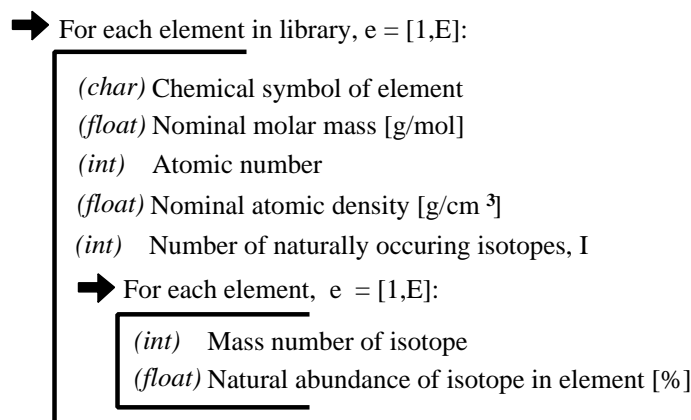 For each element in library, e = [1,E]:
(char) Chemical symbol of element
(float) Nominal molar mass [g/mol]
(int) Atomic number
(float) Nominal atomic density [g/cm ³]
(int) Number of naturally occuring isotopes, I
For each element, e = [1,E]:
(int) Mass number of isotope
(float) Natural abundance of isotope in element [%]